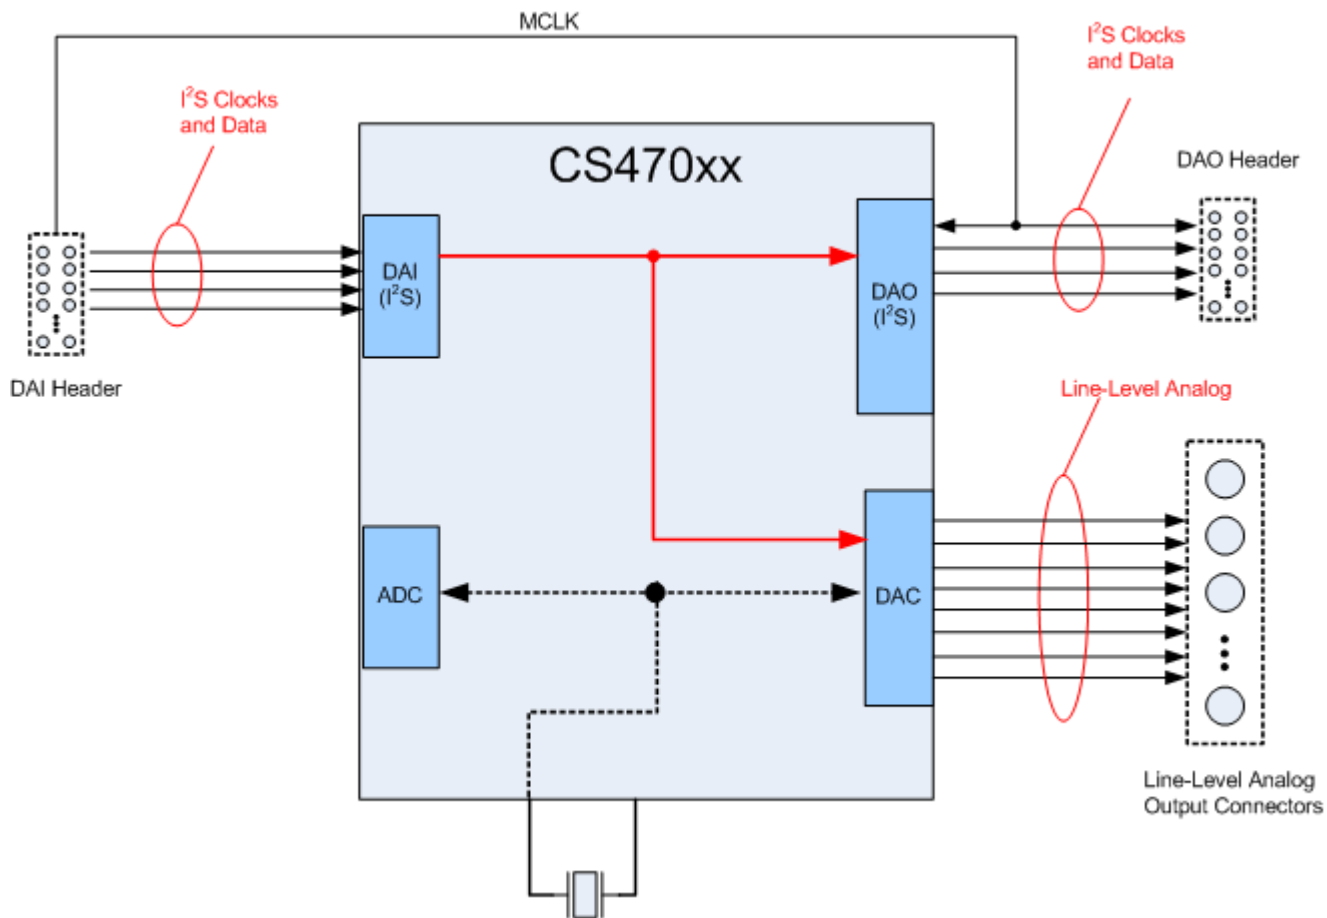 MCLK
I²S Clocks
and Data
I²S Clocks
and Data
CS470xx
DAO Header
DAI
(I²S)
DAO
(I²S)
DAI Header
Line-Level Analog
ADC
DAC
Line-Level Analog
Output Connectors